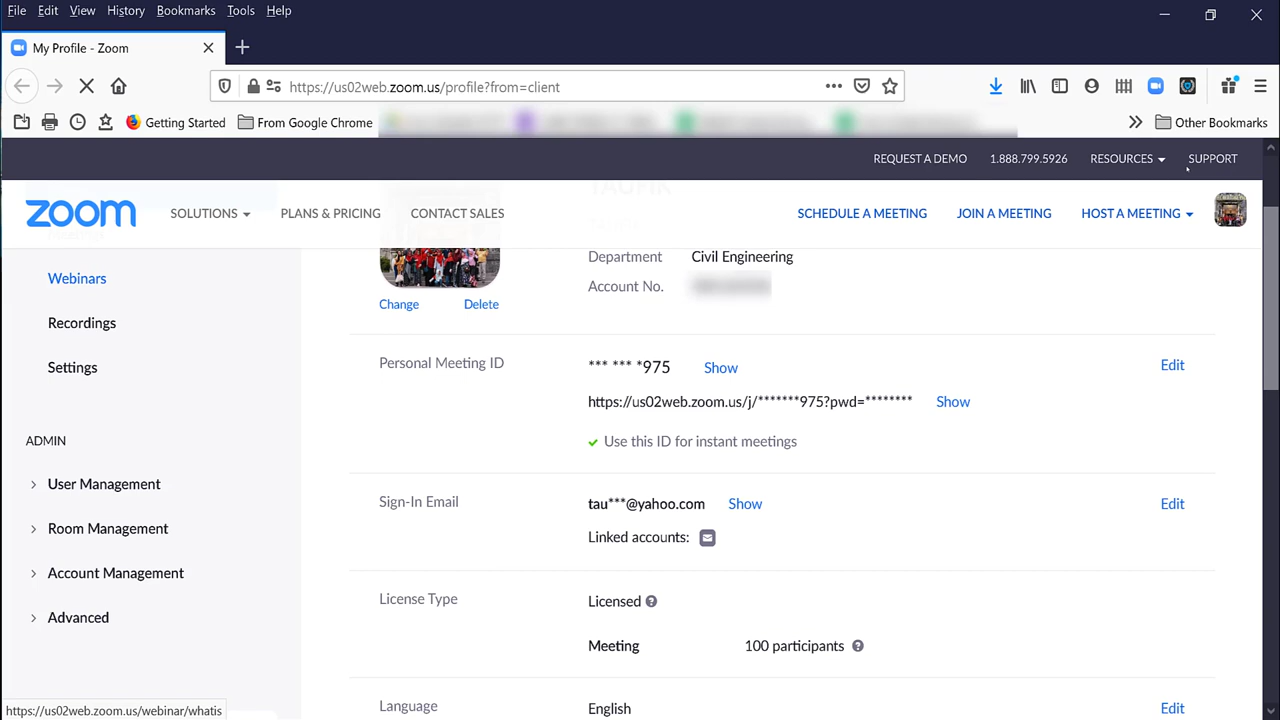 File Edit View History Bookmarks Tools Help
My Profile - Zoom
https://us02web.zoom.us/profile?from=client
Getting Started From Google Chrome Other Bookmarks
REQUEST A DEMO 1.888.799.5926 RESOURCES SUPPORT
zoom SOLUTIONS PLANS & PRICING CONTACT SALES SCHEDULE A MEETING JOIN A MEETING HOST A MEETING
Webinars
Recordings
Settings
ADMIN
User Management
Room Management
Account Management
Advanced
Department Civil Engineering
Account No.
Change Delete
Personal Meeting ID *** *** *975 Show Edit
https://us02web.zoom.us/j/*******975?pwd=******** Show
Use this ID for instant meetings
Sign-In Email tau***@yahoo.com Show Edit
Linked accounts:
License Type Licensed
Meeting 100 participants
Language English Edit
https://us02web.zoom.us/webinar/whatis